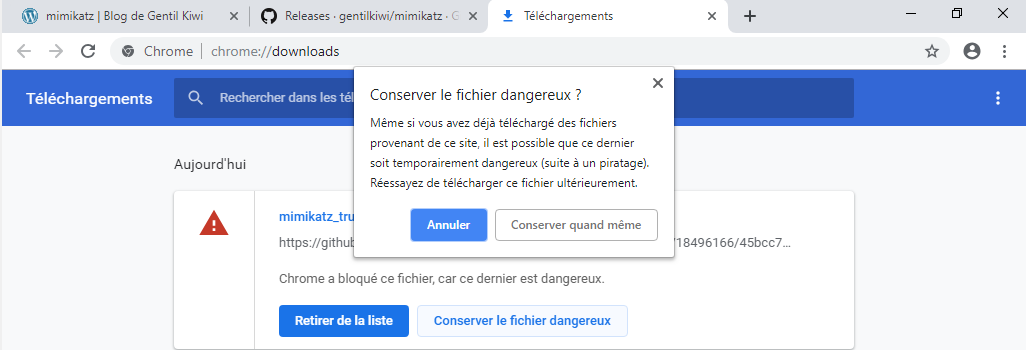 mimikatz | Blog de Gentil Kiwi
Releases · gentilkiwi/mimikatz · G
Téléchargements
Chrome | chrome://downloads
Téléchargements
Rechercher dans les tél
Conserver le fichier dangereux ?
Même si vous avez déjà téléchargé des fichiers
provenant de ce site, il est possible que ce dernier
soit temporairement dangereux (suite à un piratage).
Réessayez de télécharger ce fichier ultérieurement.
Annuler
Conserver quand même
Aujourd'hui
mimikatz_tru
https://github /18496166/45bcc7…
Chrome a bloqué ce fichier, car ce dernier est dangereux.
Retirer de la liste
Conserver le fichier dangereux